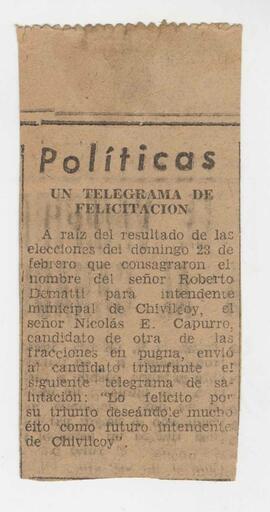 Políticas
UN TELEGRAMA DE
FELICITACION
A raíz del resultado de las
elecciones del domingo 23 de
febrero que consagraron el
nombre del señor Roberto
Dematti para intendente
municipal de Chivilcoy, el
señor Nicolás E. Capurro,
candidato de otra de las
fracciones en pugna, envió
al candidato triunfante el
siguiente telegrama de sa-
lutación: "Lo felicito por
su triunfo deseándole mucho
éito como futuro intendente
de Chivilcoy".